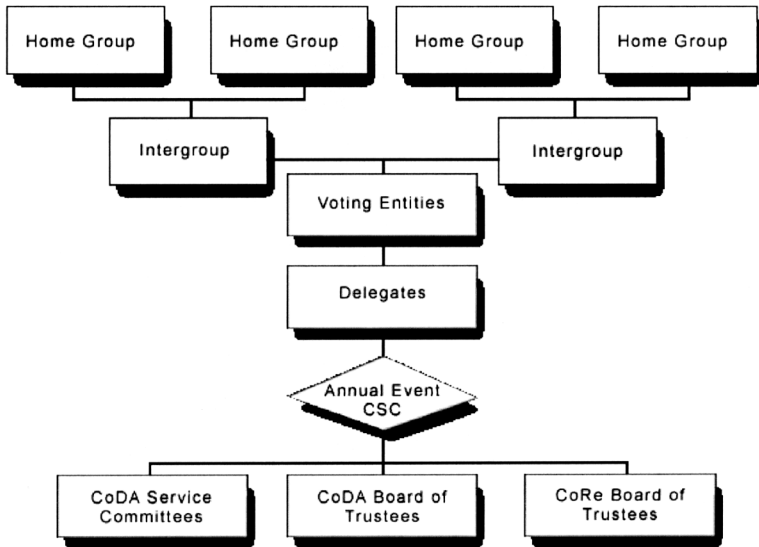 Home Group
Home Group
Home Group
Home Group
Intergroup
Intergroup
Voting Entities
Delegates
Annual Event
CSC
CoDA Service
Committees
CoDA Board of
Trustees
CoRe Board of
Trustees